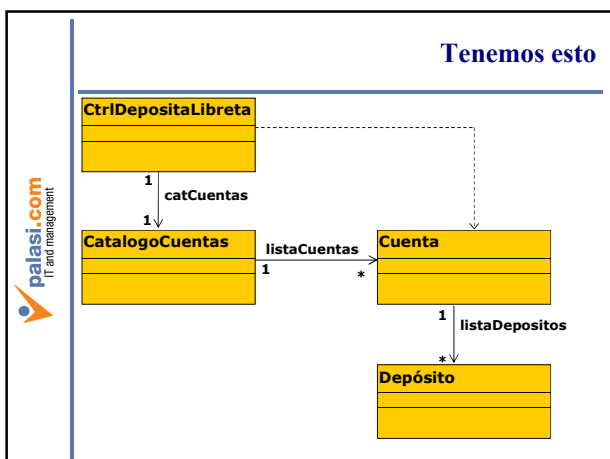 Tenemos esto
CtrlDepositaLibreta
1
catCuentas
1
CatalogoCuentas
listaCuentas
1
*
Cuenta
1
listaDepositos
*
Depósito
palasi.com
IT and management